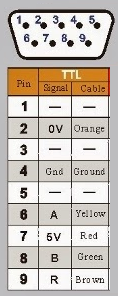 1 2 3 4 5
6 7 8 9
TTL
Pin Signal Cable
1 — —
2 0V Orange
3 — —
4 Gnd Ground
5 — —
6 A Yellow
7 5V Red
8 B Green
9 R Brown